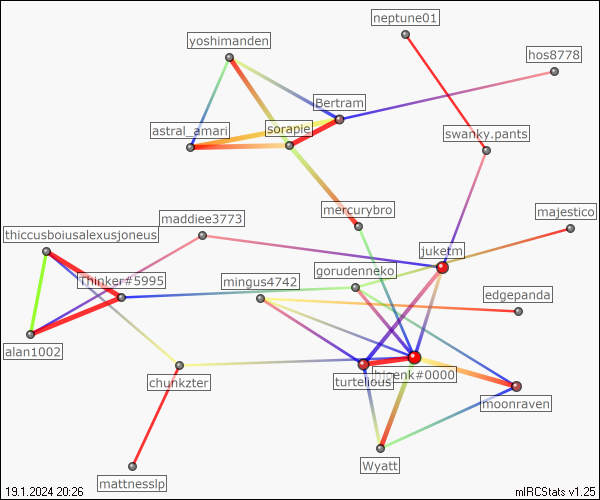 neptune01
yoshimanden
hos8778
Bertram
astral_amari
sorapie
swanky.pants
mercurybro
maddiee3773
majestico
thiccusboiusalexusjoneus
juketm
gorudenneko
Thinker#5995
mingus4742
edgepanda
alan1002
chunkzter
turtelious
#0000
moonraven
Wyatt
mattnesslp
19.1.2024 20:26
mIRCStats v1.25